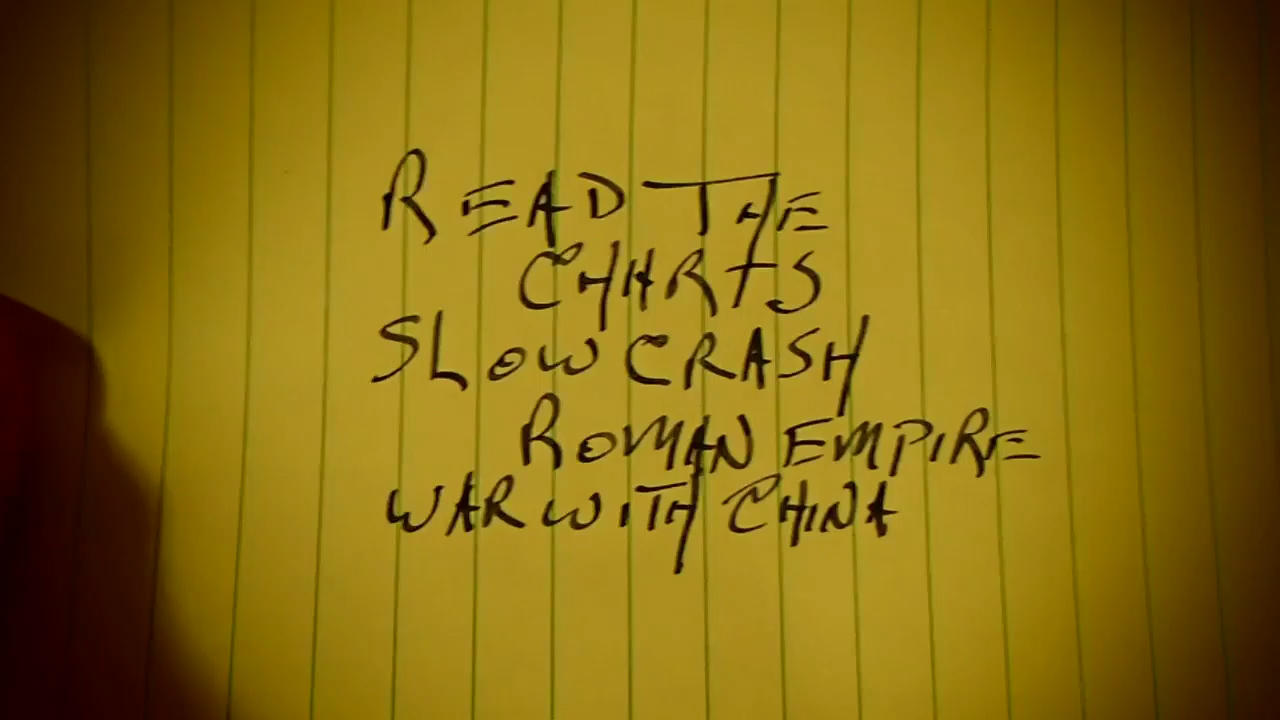 READ THE
CHARTS
SLOW CRASH
ROMAN EMPIRE
WAR WITH CHINA